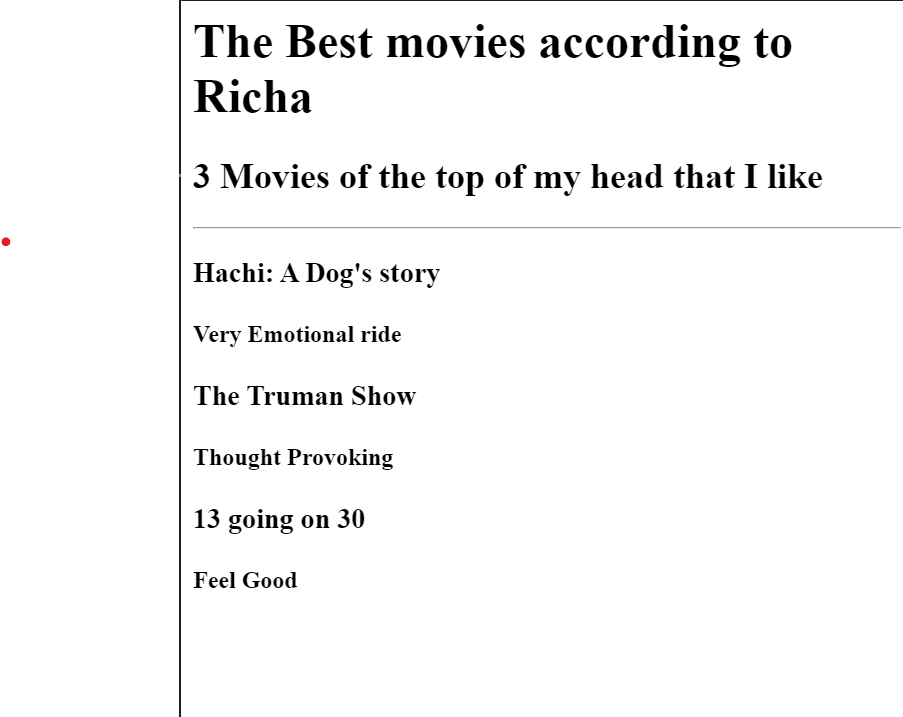 The Best movies according to
Richa
3 Movies of the top of my head that I like
Hachi: A Dog's story
Very Emotional ride
The Truman Show
Thought Provoking
13 going on 30
Feel Good